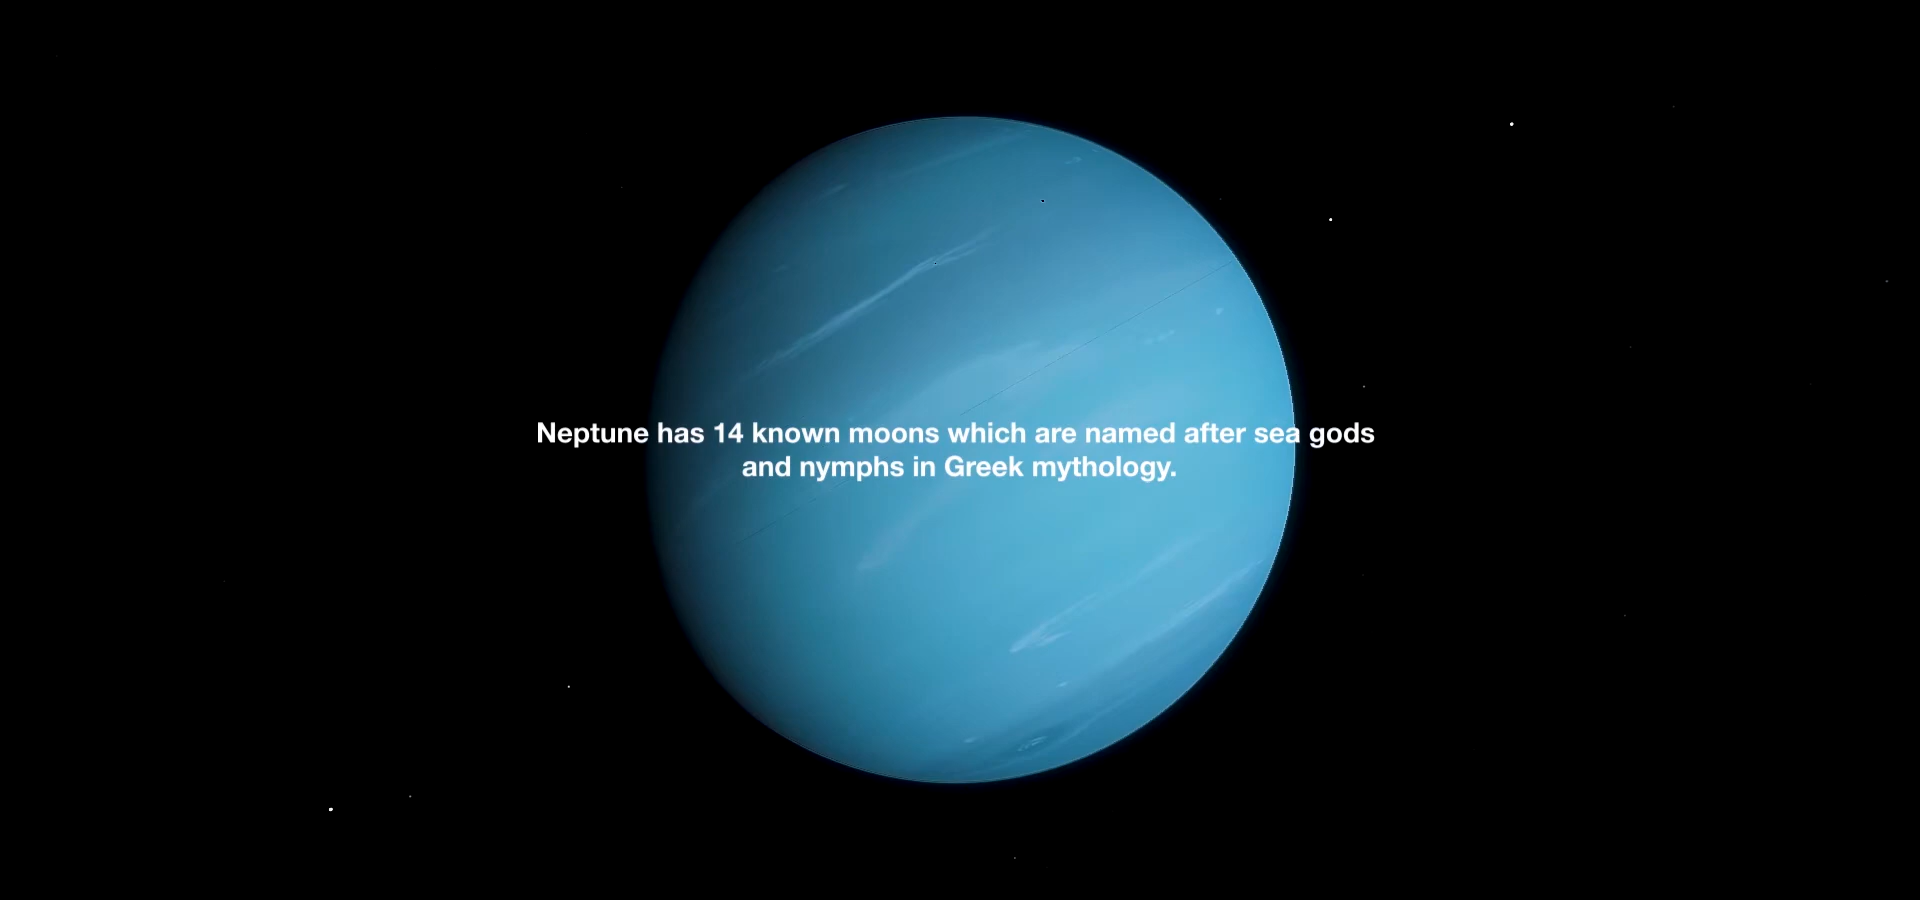 Neptune has 14 known moons which are named after sea gods
and nymphs in Greek mythology.